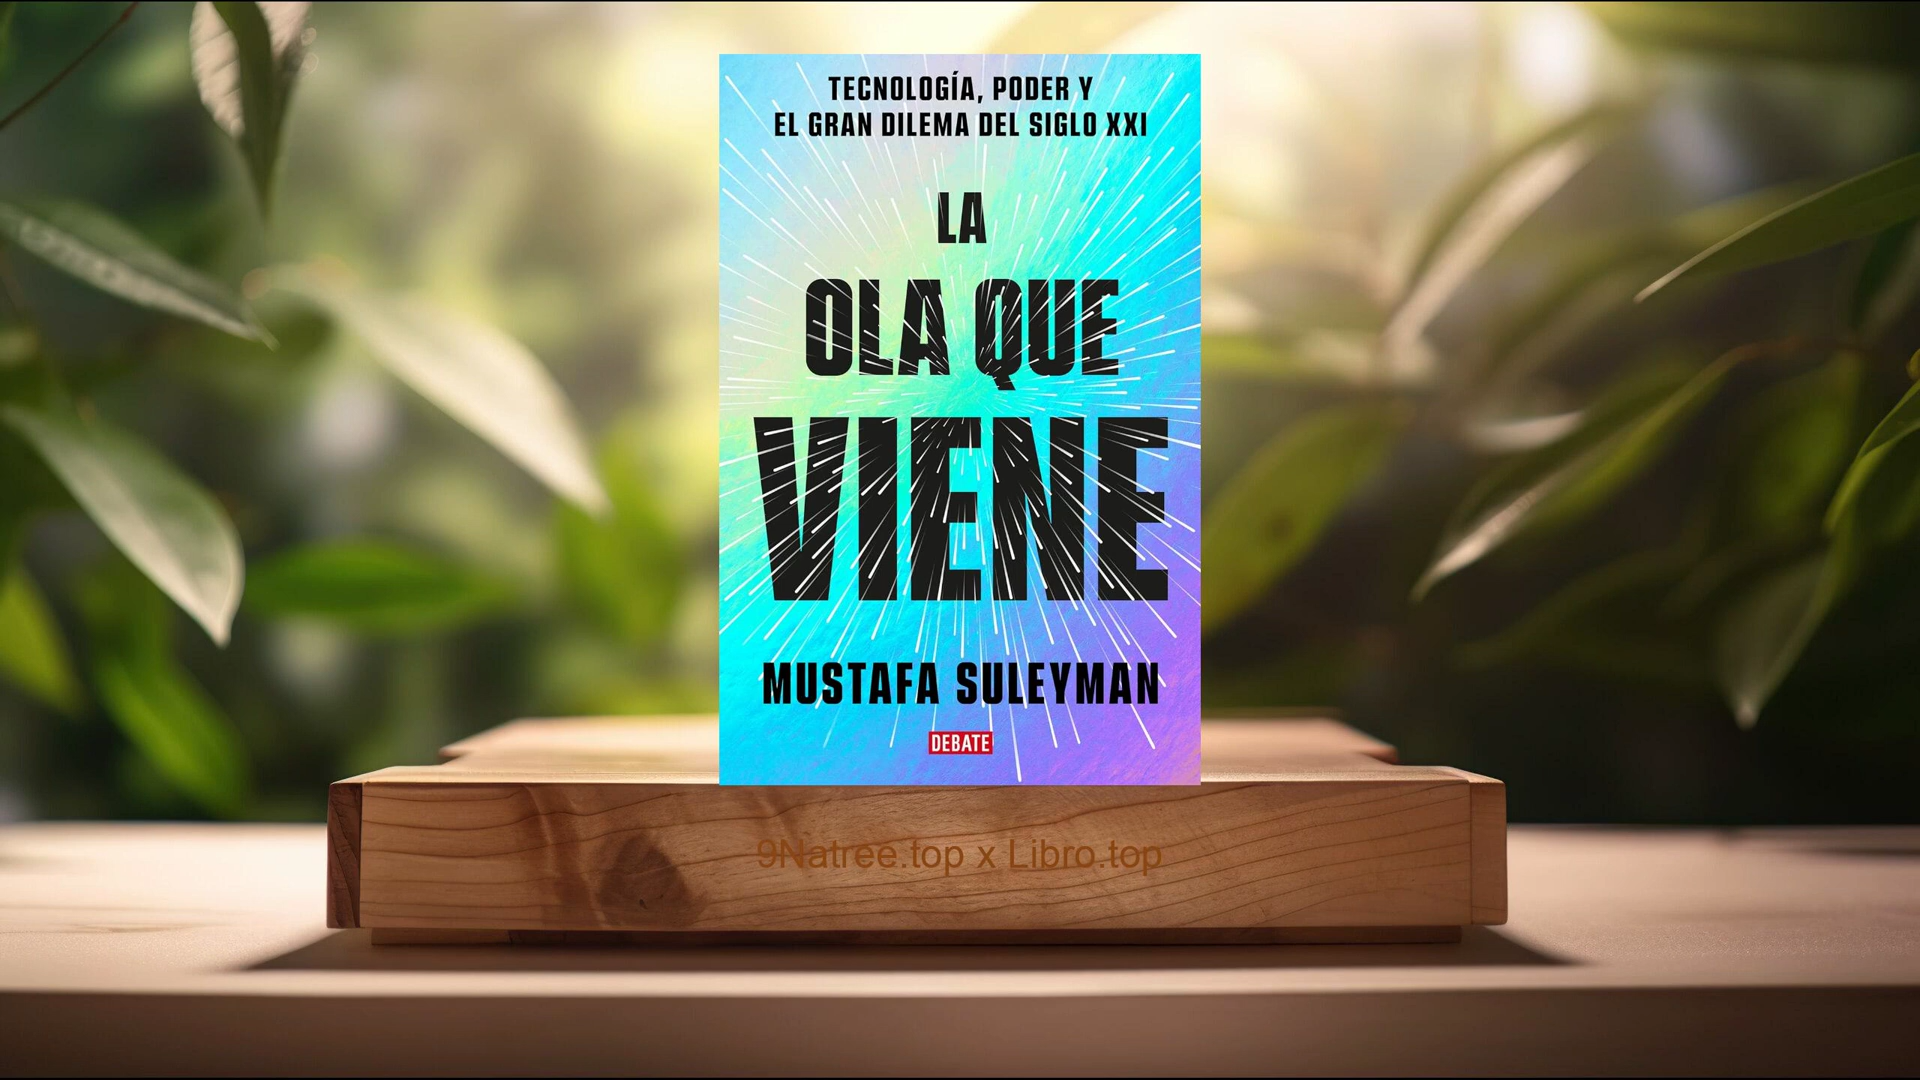 TECNOLOGÍA, PODER Y
EL GRAN DILEMA DEL SIGLO XXI
LA
OLA QUE
VIENE
MUSTAFA SULEYMAN
DEBATE
9Natree.top x Libro.top